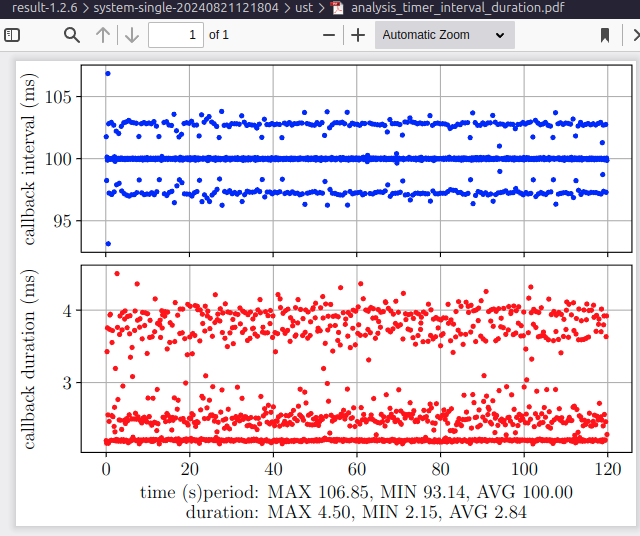 result-1.2.6 > system-single-20240821121804 > ust > analysis_timer_interval_duration.pdf
1 of 1
Automatic Zoom
callback interval (ms)
105
100
95
callback duration (ms)
4
3
0 20 40 60 80 100 120
time (s)period: MAX 106.85, MIN 93.14, AVG 100.00
duration: MAX 4.50, MIN 2.15, AVG 2.84